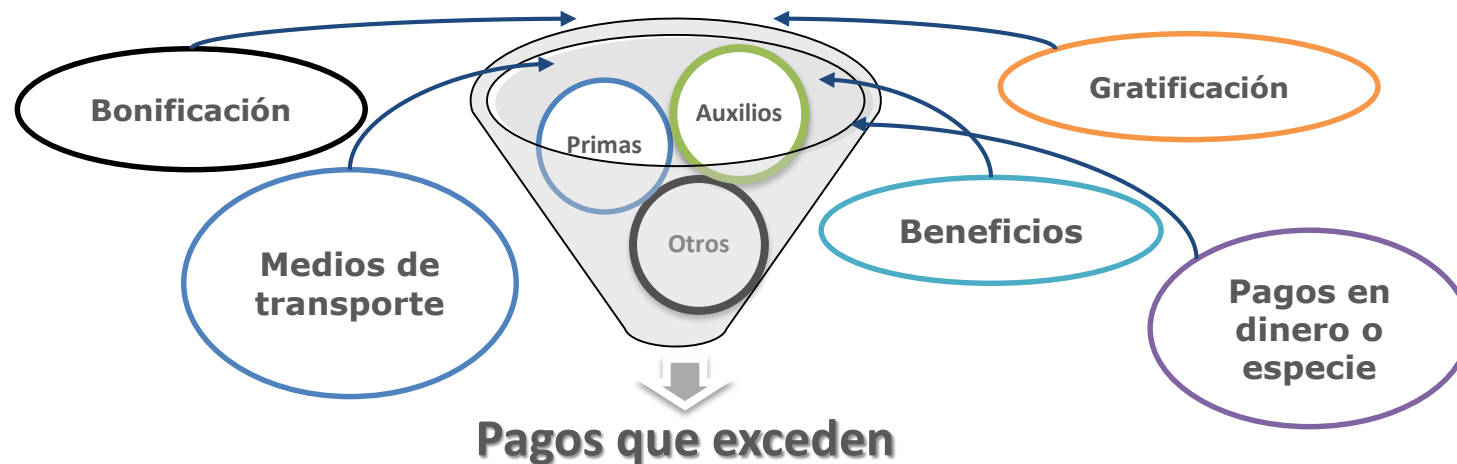 Bonificación
Gratificación
Auxilios
Primas
Otros
Beneficios
Medios de
transporte
Pagos en
dinero o
especie
Pagos que exceden